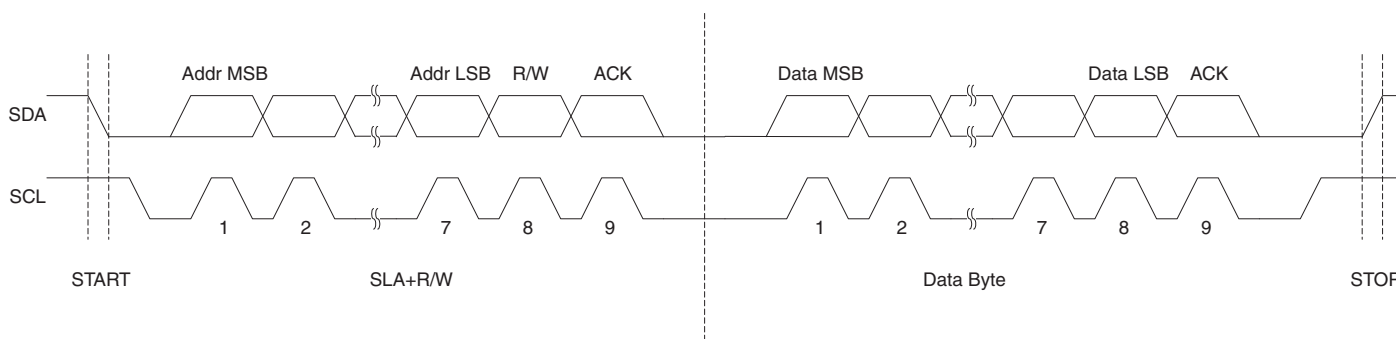 Addr MSB Addr LSB R/W ACK Data MSB Data LSB ACK
SDA
SCL
1 2 7 8 9 1 2 7 8 9
START SLA+R/W Data Byte STOP